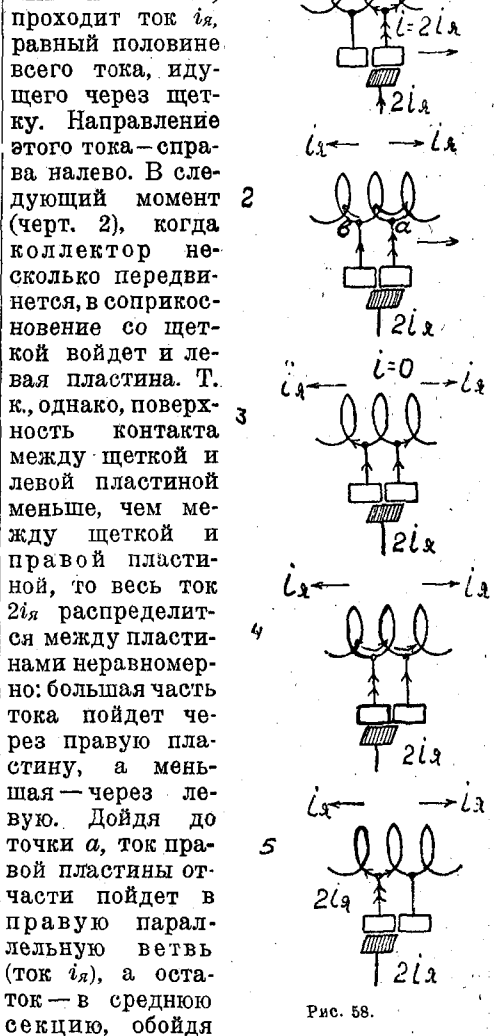 проходит ток iя,
равный половине
всего тока, иду-
щего через щет-
ку. Направление
этого тока—спра-
ва налево. В сле-
дующий момент
(черт. 2), когда
коллектор не-
сколько передви-
нется, в соприкос-
новение со щет-
кой войдет и ле-
вая пластина. Т.
к., однако, поверх-
ность контакта
между щеткой и
левой пластиной
меньше, чем ме-
жду щеткой и
правой пласти-
ной, то весь ток
2iя распределит-
ся между пласти-
нами неравномер-
но: большая часть
тока пойдет че-
рез правую пла-
стину, а мень-
шая — через ле-
вую. Дойдя до
точки а, ток пра-
вой пластины от-
части пойдет в
правую парал-
лельную ветвь
(ток iя), а оста-
ток — в среднюю
секцию, обойдя
i=2iя
2iя
iя iя
2
в а
2iя
i=0
iя iя
3
2iя
iя iя
4
2iя
iя iя
5
2iя
2iя
Рис. 58.